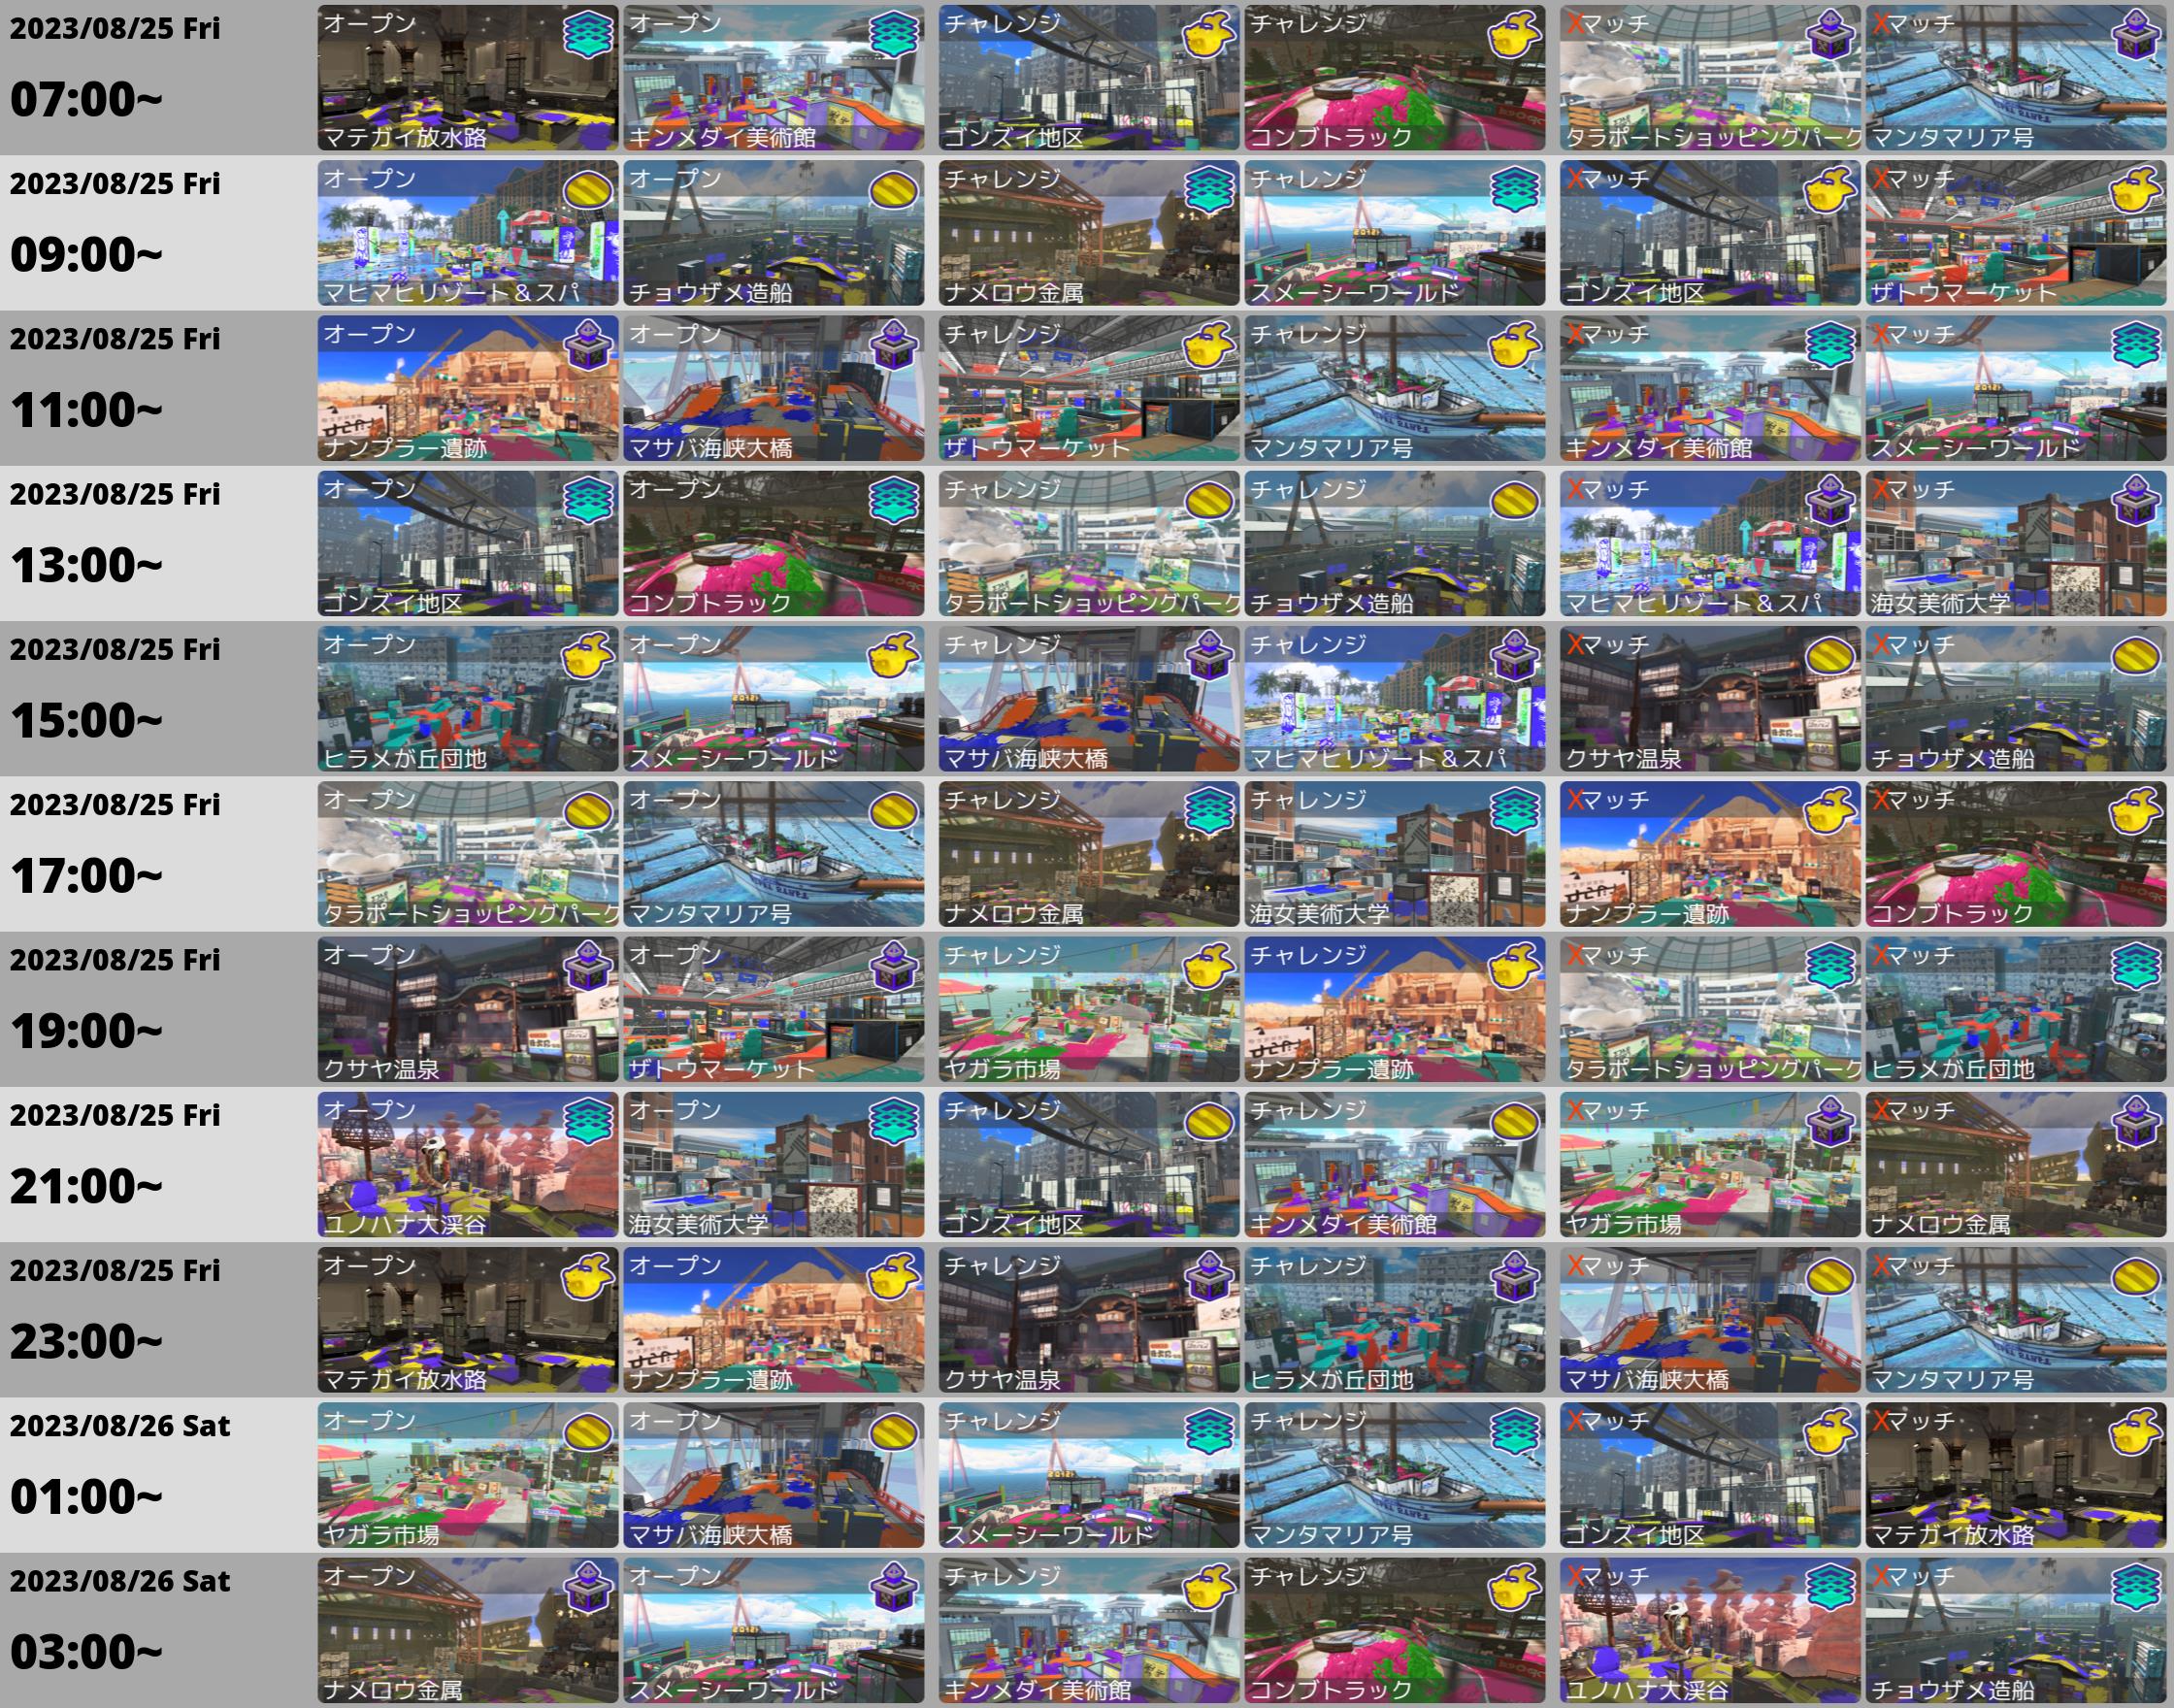 2023/08/25 Fri
07:00~
オープン
マテガイ放水路
オープン
キンメダイ美術館
チャレンジ
ゴンズイ地区
チャレンジ
コンブトラック
Xマッチ
タラポートショッピングパーク
Xマッチ
マンタマリア号
2023/08/25 Fri
09:00~
オープン
マヒマヒリゾート&スパ
オープン
チョウザメ造船
チャレンジ
ナメロウ金属
チャレンジ
スメーシーワールド
Xマッチ
ゴンズイ地区
Xマッチ
ザトウマーケット
2023/08/25 Fri
11:00~
オープン
ナンプラー遺跡
オープン
マサバ海峡大橋
チャレンジ
ザトウマーケット
チャレンジ
マンタマリア号
Xマッチ
キンメダイ美術館
Xマッチ
スメーシーワールド
2023/08/25 Fri
13:00~
オープン
ゴンズイ地区
オープン
コンブトラック
チャレンジ
タラポートショッピングパーク
チャレンジ
チョウザメ造船
Xマッチ
マヒマヒリゾート&スパ
Xマッチ
海女美術大学
2023/08/25 Fri
15:00~
オープン
ヒラメが丘団地
オープン
スメーシーワールド
チャレンジ
マサバ海峡大橋
チャレンジ
マヒマヒリゾート&スパ
Xマッチ
クサヤ温泉
Xマッチ
チョウザメ造船
2023/08/25 Fri
17:00~
オープン
タラポートショッピングパーク
オープン
マンタマリア号
チャレンジ
ナメロウ金属
チャレンジ
海女美術大学
Xマッチ
ナンプラー遺跡
Xマッチ
コンブトラック
2023/08/25 Fri
19:00~
オープン
クサヤ温泉
オープン
ザトウマーケット
チャレンジ
ヤガラ市場
チャレンジ
ナンプラー遺跡
Xマッチ
タラポートショッピングパーク
Xマッチ
ヒラメが丘団地
2023/08/25 Fri
21:00~
オープン
ユノハナ大渓谷
オープン
海女美術大学
チャレンジ
ゴンズイ地区
チャレンジ
キンメダイ美術館
Xマッチ
ヤガラ市場
Xマッチ
ナメロウ金属
2023/08/25 Fri
23:00~
オープン
マテガイ放水路
オープン
ナンプラー遺跡
チャレンジ
クサヤ温泉
チャレンジ
ヒラメが丘団地
Xマッチ
マサバ海峡大橋
Xマッチ
マンタマリア号
2023/08/26 Sat
01:00~
オープン
ヤガラ市場
オープン
マサバ海峡大橋
チャレンジ
スメーシーワールド
チャレンジ
マンタマリア号
Xマッチ
ゴンズイ地区
Xマッチ
マテガイ放水路
2023/08/26 Sat
03:00~
オープン
ナメロウ金属
オープン
スメーシーワールド
チャレンジ
キンメダイ美術館
チャレンジ
コンブトラック
Xマッチ
ユノハナ大渓谷
Xマッチ
チョウザメ造船